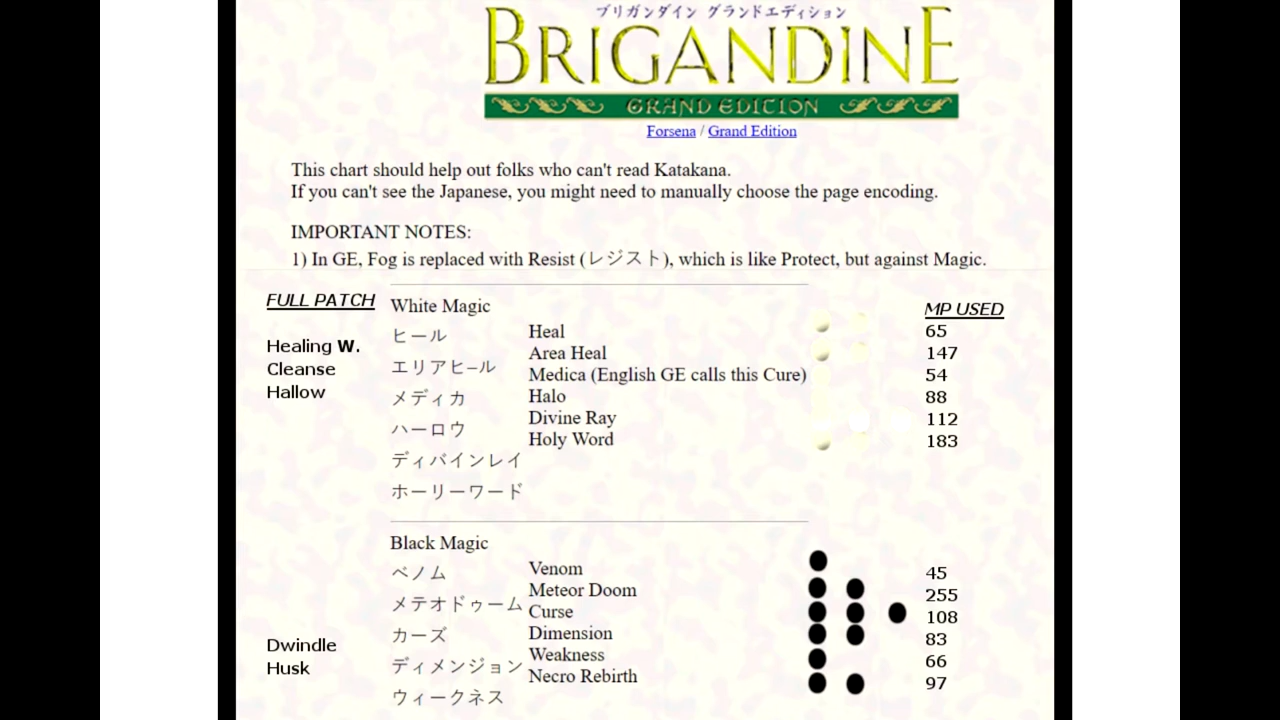 ブリガンダイン グランドエディション
BRIGANDINE
GRAND EDITION
Forsena / Grand Edition
This chart should help out folks who can't read Katakana.
If you can't see the Japanese, you might need to manually choose the page encoding.
IMPORTANT NOTES:
1) In GE, Fog is replaced with Resist (レジスト), which is like Protect, but against Magic.
FULL PATCH
Healing W.
Cleanse
Hallow
White Magic
ヒール
エリアヒール
メディカ
ハーロウ
ディバインレイ
ホーリーワード
Heal
Area Heal
Medica (English GE calls this Cure)
Halo
Divine Ray
Holy Word
MP USED
65
147
54
88
112
183
Dwindle
Husk
Black Magic
ベノム
メテオドゥーム
カーズ
ディメンジョン
ウィークネス
Venom
Meteor Doom
Curse
Dimension
Weakness
Necro Rebirth
45
255
108
83
66
97